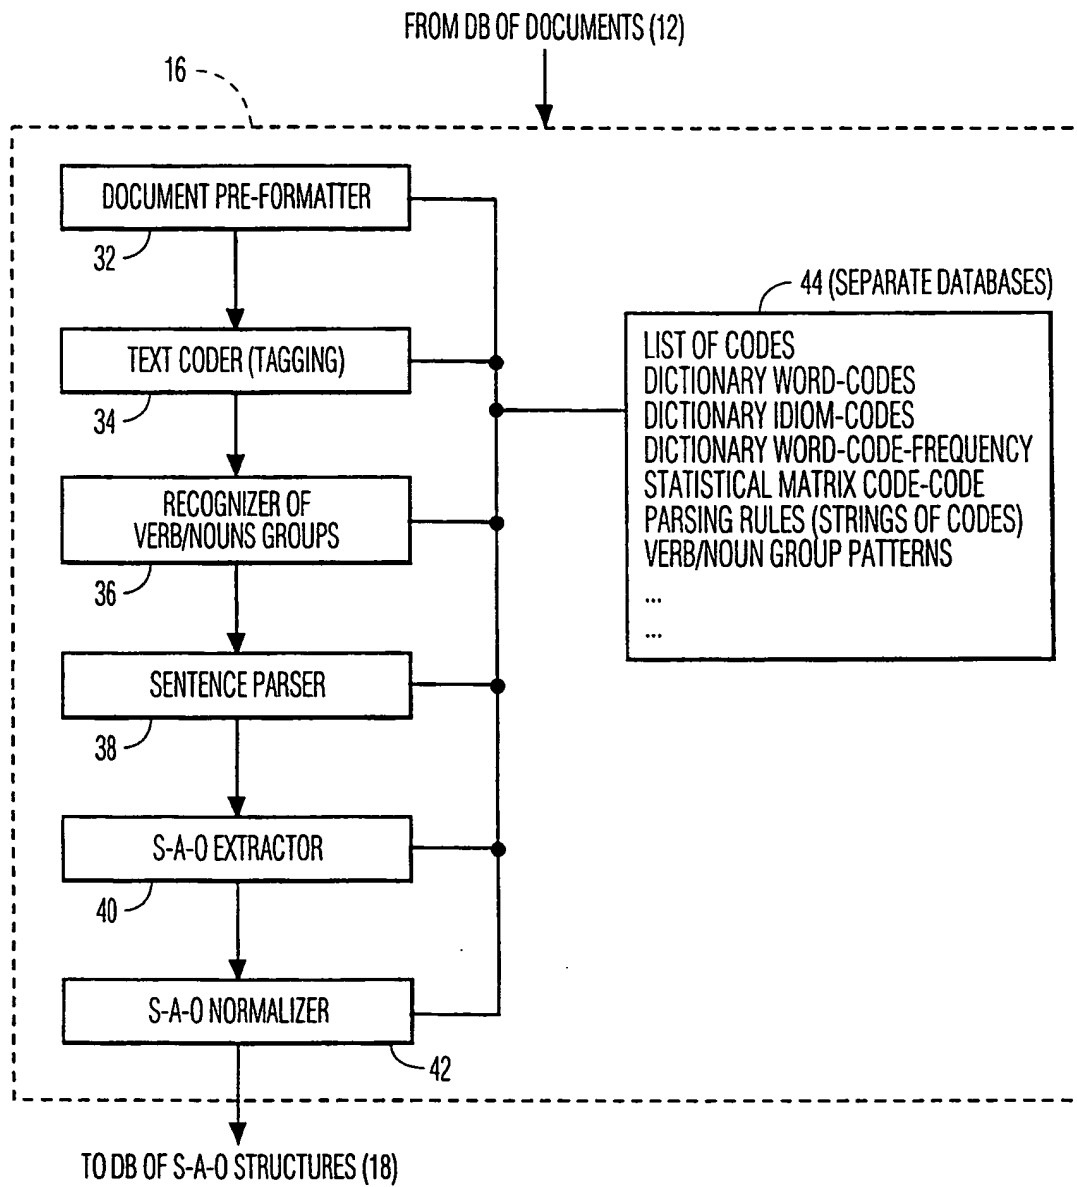 FROM DB OF DOCUMENTS (12)
16
DOCUMENT PRE-FORMATTER
32
TEXT CODER (TAGGING)
34
RECOGNIZER OF
VERB/NOUNS GROUPS
36
SENTENCE PARSER
38
S-A-O EXTRACTOR
40
S-A-O NORMALIZER
42
44 (SEPARATE DATABASES)
LIST OF CODES
DICTIONARY WORD-CODES
DICTIONARY IDIOM-CODES
DICTIONARY WORD-CODE-FREQUENCY
STATISTICAL MATRIX CODE-CODE
PARSING RULES (STRINGS OF CODES)
VERB/NOUN GROUP PATTERNS
...
...
TO DB OF S-A-O STRUCTURES (18)